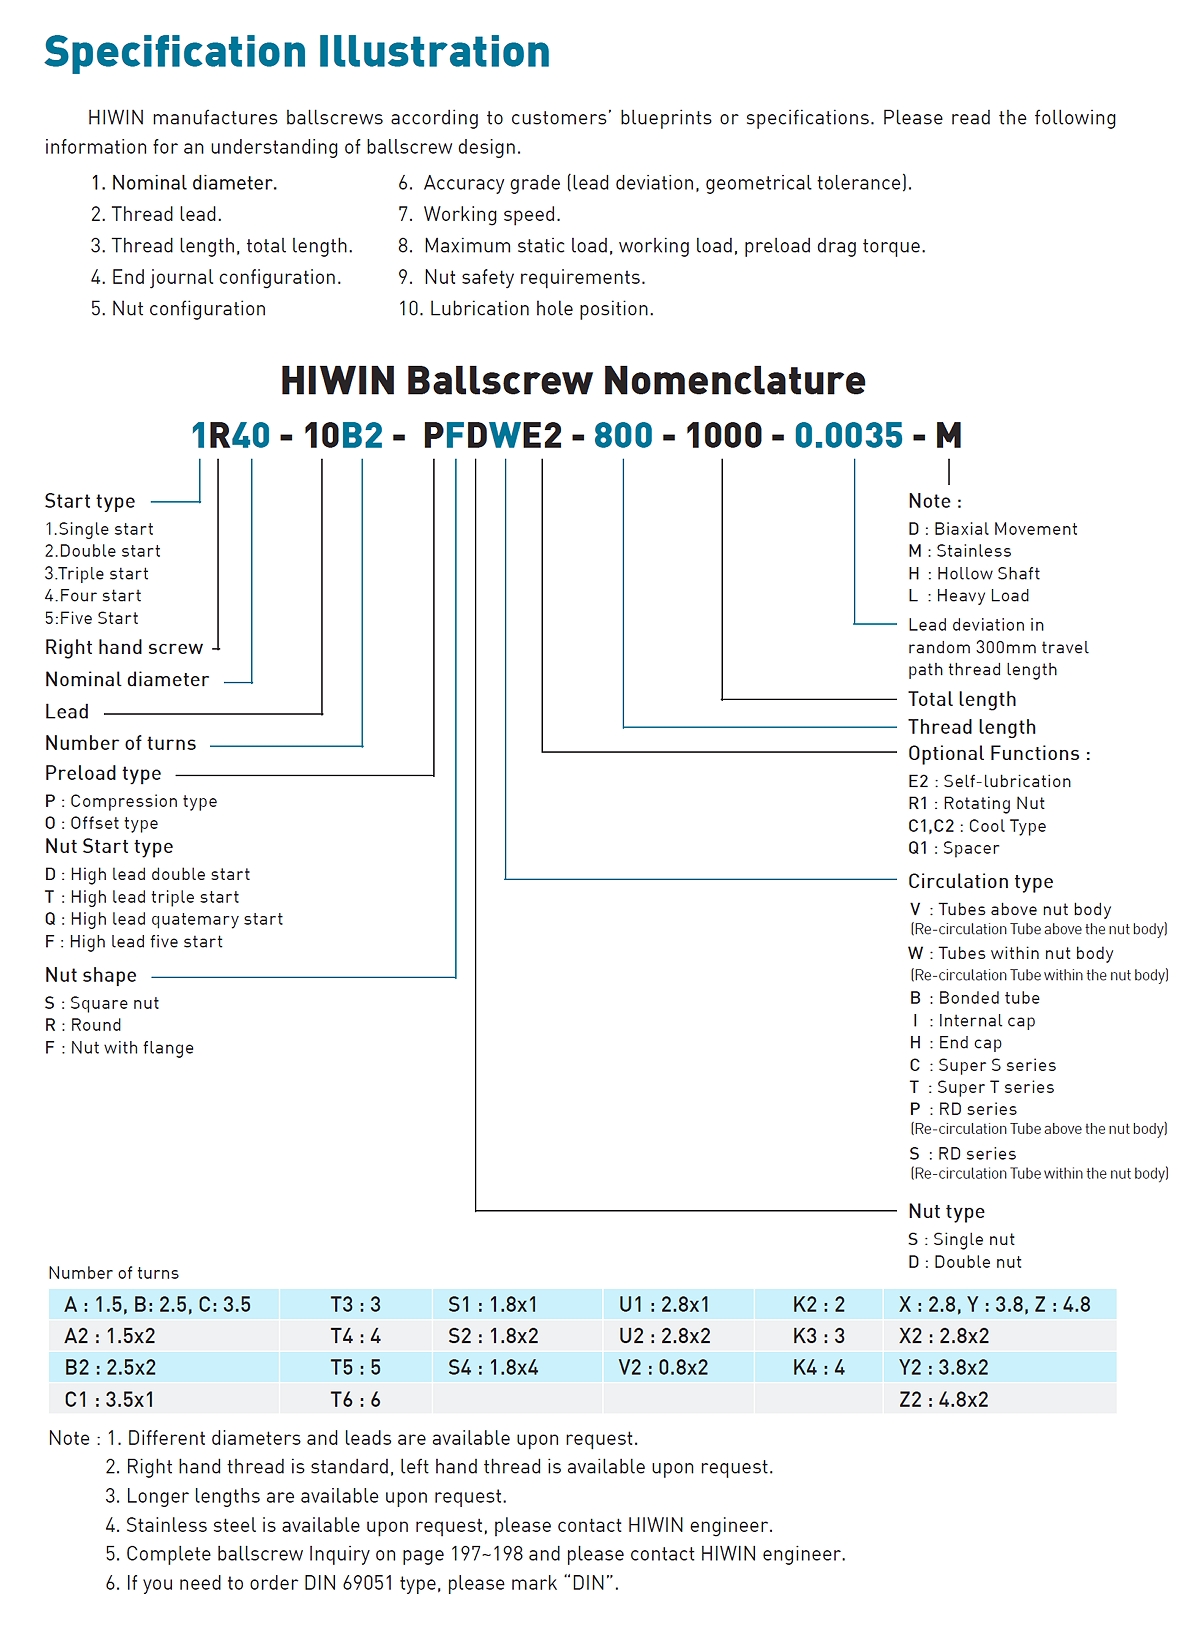 Specification Illustration
HIWIN manufactures ballscrews according to customers' blueprints or specifications. Please read the following
information for an understanding of ballscrew design.
1. Nominal diameter.
2. Thread lead.
3. Thread length, total length.
4. End journal configuration.
5. Nut configuration
6. Accuracy grade (lead deviation, geometrical tolerance).
7. Working speed.
8. Maximum static load, working load, preload drag torque.
9. Nut safety requirements.
10. Lubrication hole position.
HIWIN Ballscrew Nomenclature
1R40 - 10B2 - PFDWE2 - 800 - 1000 - 0.0035 - M
Start type
1.Single start
2.Double start
3.Triple start
4.Four start
5:Five Start
Right hand screw
Nominal diameter
Lead
Number of turns
Preload type
P : Compression type
O : Offset type
Nut Start type
D : High lead double start
T : High lead triple start
Q : High lead quatemary start
F : High lead five start
Nut shape
S : Square nut
R : Round
F : Nut with flange
Note :
D : Biaxial Movement
M : Stainless
H : Hollow Shaft
L : Heavy Load
Lead deviation in
random 300mm travel
path thread length
Total length
Thread length
Optional Functions :
E2 : Self-lubrication
R1 : Rotating Nut
C1,C2 : Cool Type
Q1 : Spacer
Circulation type
V : Tubes above nut body
(Re-circulation Tube above the nut body)
W : Tubes within nut body
(Re-circulation Tube within the nut body)
B : Bonded tube
I : Internal cap
H : End cap
C : Super S series
T : Super T series
P : RD series
(Re-circulation Tube above the nut body)
S : RD series
(Re-circulation Tube within the nut body)
Nut type
S : Single nut
D : Double nut
Number of turns
A : 1.5, B: 2.5, C: 3.5 T3 : 3 S1 : 1.8x1 U1 : 2.8x1 K2 : 2 X : 2.8, Y : 3.8, Z : 4.8
A2 : 1.5x2 T4 : 4 S2 : 1.8x2 U2 : 2.8x2 K3 : 3 X2 : 2.8x2
B2 : 2.5x2 T5 : 5 S4 : 1.8x4 V2 : 0.8x2 K4 : 4 Y2 : 3.8x2
C1 : 3.5x1 T6 : 6 Z2 : 4.8x2
Note : 1. Different diameters and leads are available upon request.
2. Right hand thread is standard, left hand thread is available upon request.
3. Longer lengths are available upon request.
4. Stainless steel is available upon request, please contact HIWIN engineer.
5. Complete ballscrew Inquiry on page 197~198 and please contact HIWIN engineer.
6. If you need to order DIN 69051 type, please mark "DIN".